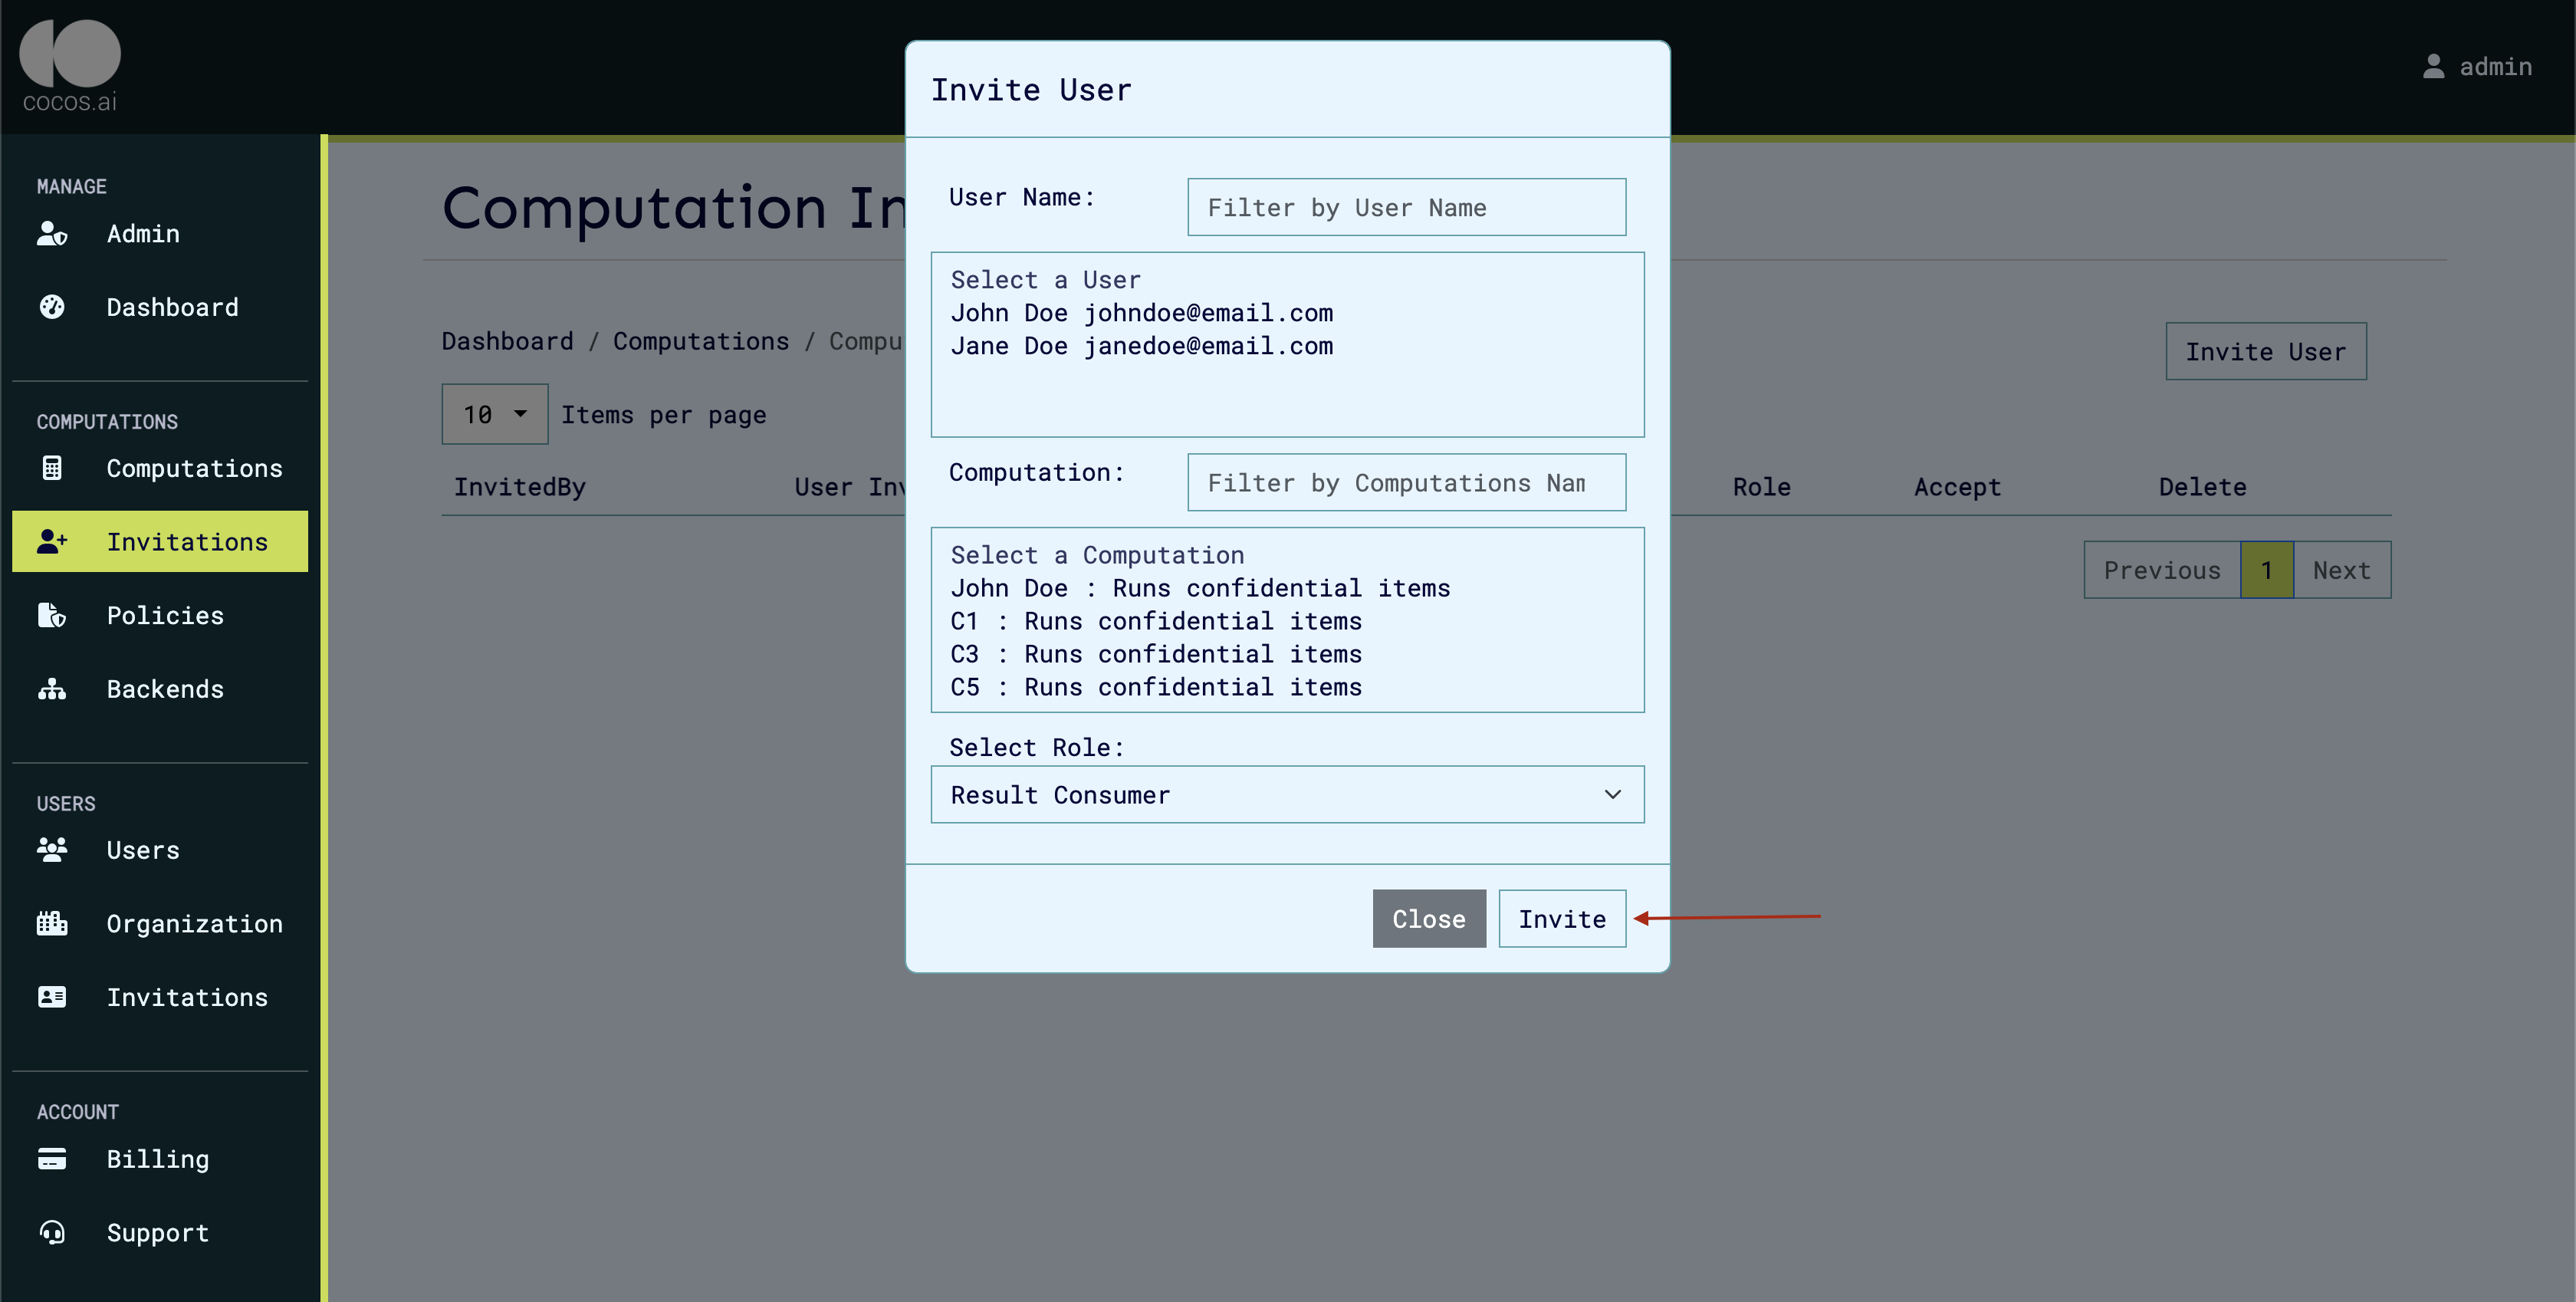 cocos.ai
admin
MANAGE
Admin
Dashboard
COMPUTATIONS
Computations
Invitations
Policies
Backends
USERS
Users
Organization
Invitations
ACCOUNT
Billing
Support
Computation In
Dashboard / Computations / Compu
Invite User
10 Items per page
InvitedBy User Inv Role Accept Delete
Previous 1 Next
Invite User
User Name: Filter by User Name
Select a User
John Doe johndoe@email.com
Jane Doe janedoe@email.com
Computation: Filter by Computations Nam
Select a Computation
John Doe : Runs confidential items
C1 : Runs confidential items
C3 : Runs confidential items
C5 : Runs confidential items
Select Role:
Result Consumer
Close Invite